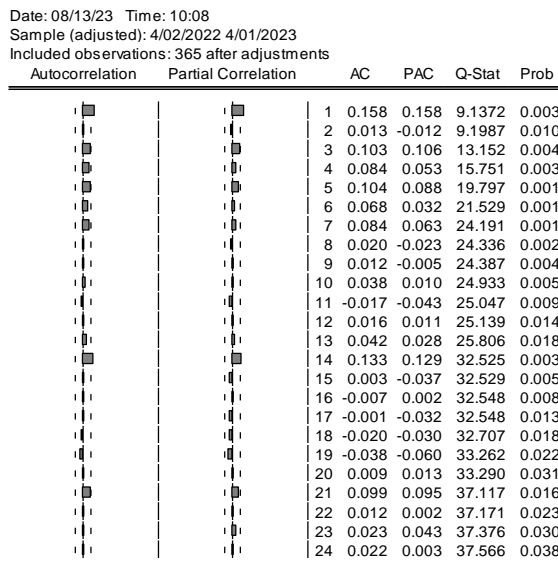 Date: 08/13/23 Time: 10:08
Sample (adjusted): 4/02/2022 4/01/2023
Included observations: 365 after adjustments
Autocorrelation Partial Correlation AC PAC Q-Stat Prob
1 0.158 0.158 9.1372 0.003
2 0.013 -0.012 9.1987 0.010
3 0.103 0.106 13.152 0.004
4 0.084 0.053 15.751 0.003
5 0.104 0.088 19.797 0.001
6 0.068 0.032 21.529 0.001
7 0.084 0.063 24.191 0.001
8 0.020 -0.023 24.336 0.002
9 0.012 -0.005 24.387 0.004
10 0.038 0.010 24.933 0.005
11 -0.017 -0.043 25.047 0.009
12 0.016 0.011 25.139 0.014
13 0.042 0.028 25.806 0.018
14 0.133 0.129 32.525 0.003
15 0.003 -0.037 32.529 0.005
16 -0.007 0.002 32.548 0.008
17 -0.001 -0.032 32.548 0.013
18 -0.020 -0.030 32.707 0.018
19 -0.038 -0.060 33.262 0.022
20 0.009 0.013 33.290 0.031
21 0.099 0.095 37.117 0.016
22 0.012 0.002 37.171 0.023
23 0.023 0.043 37.376 0.030
24 0.022 0.003 37.566 0.038